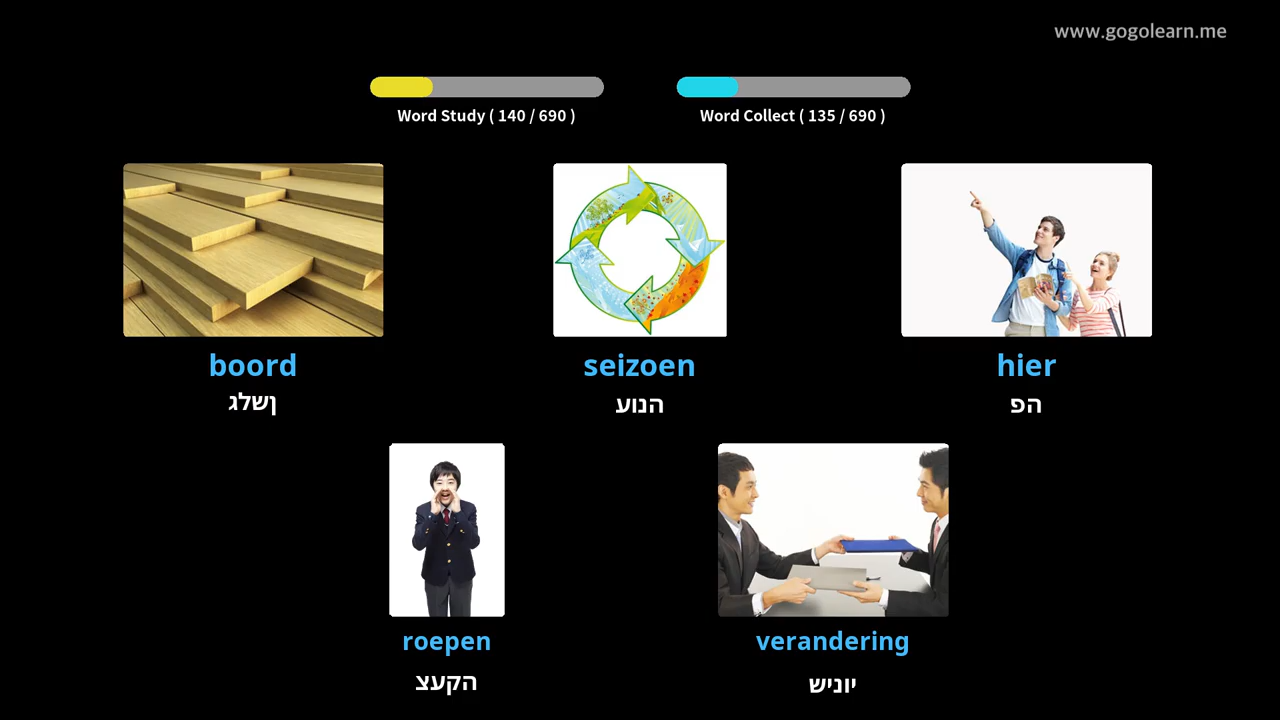 www.gogolearn.me
Word Study ( 140 / 690 )
Word Collect ( 135 / 690 )
boord
ןשלג
seizoen
הנוע
hier
הפ
roepen
הקעצ
verandering
יוניש